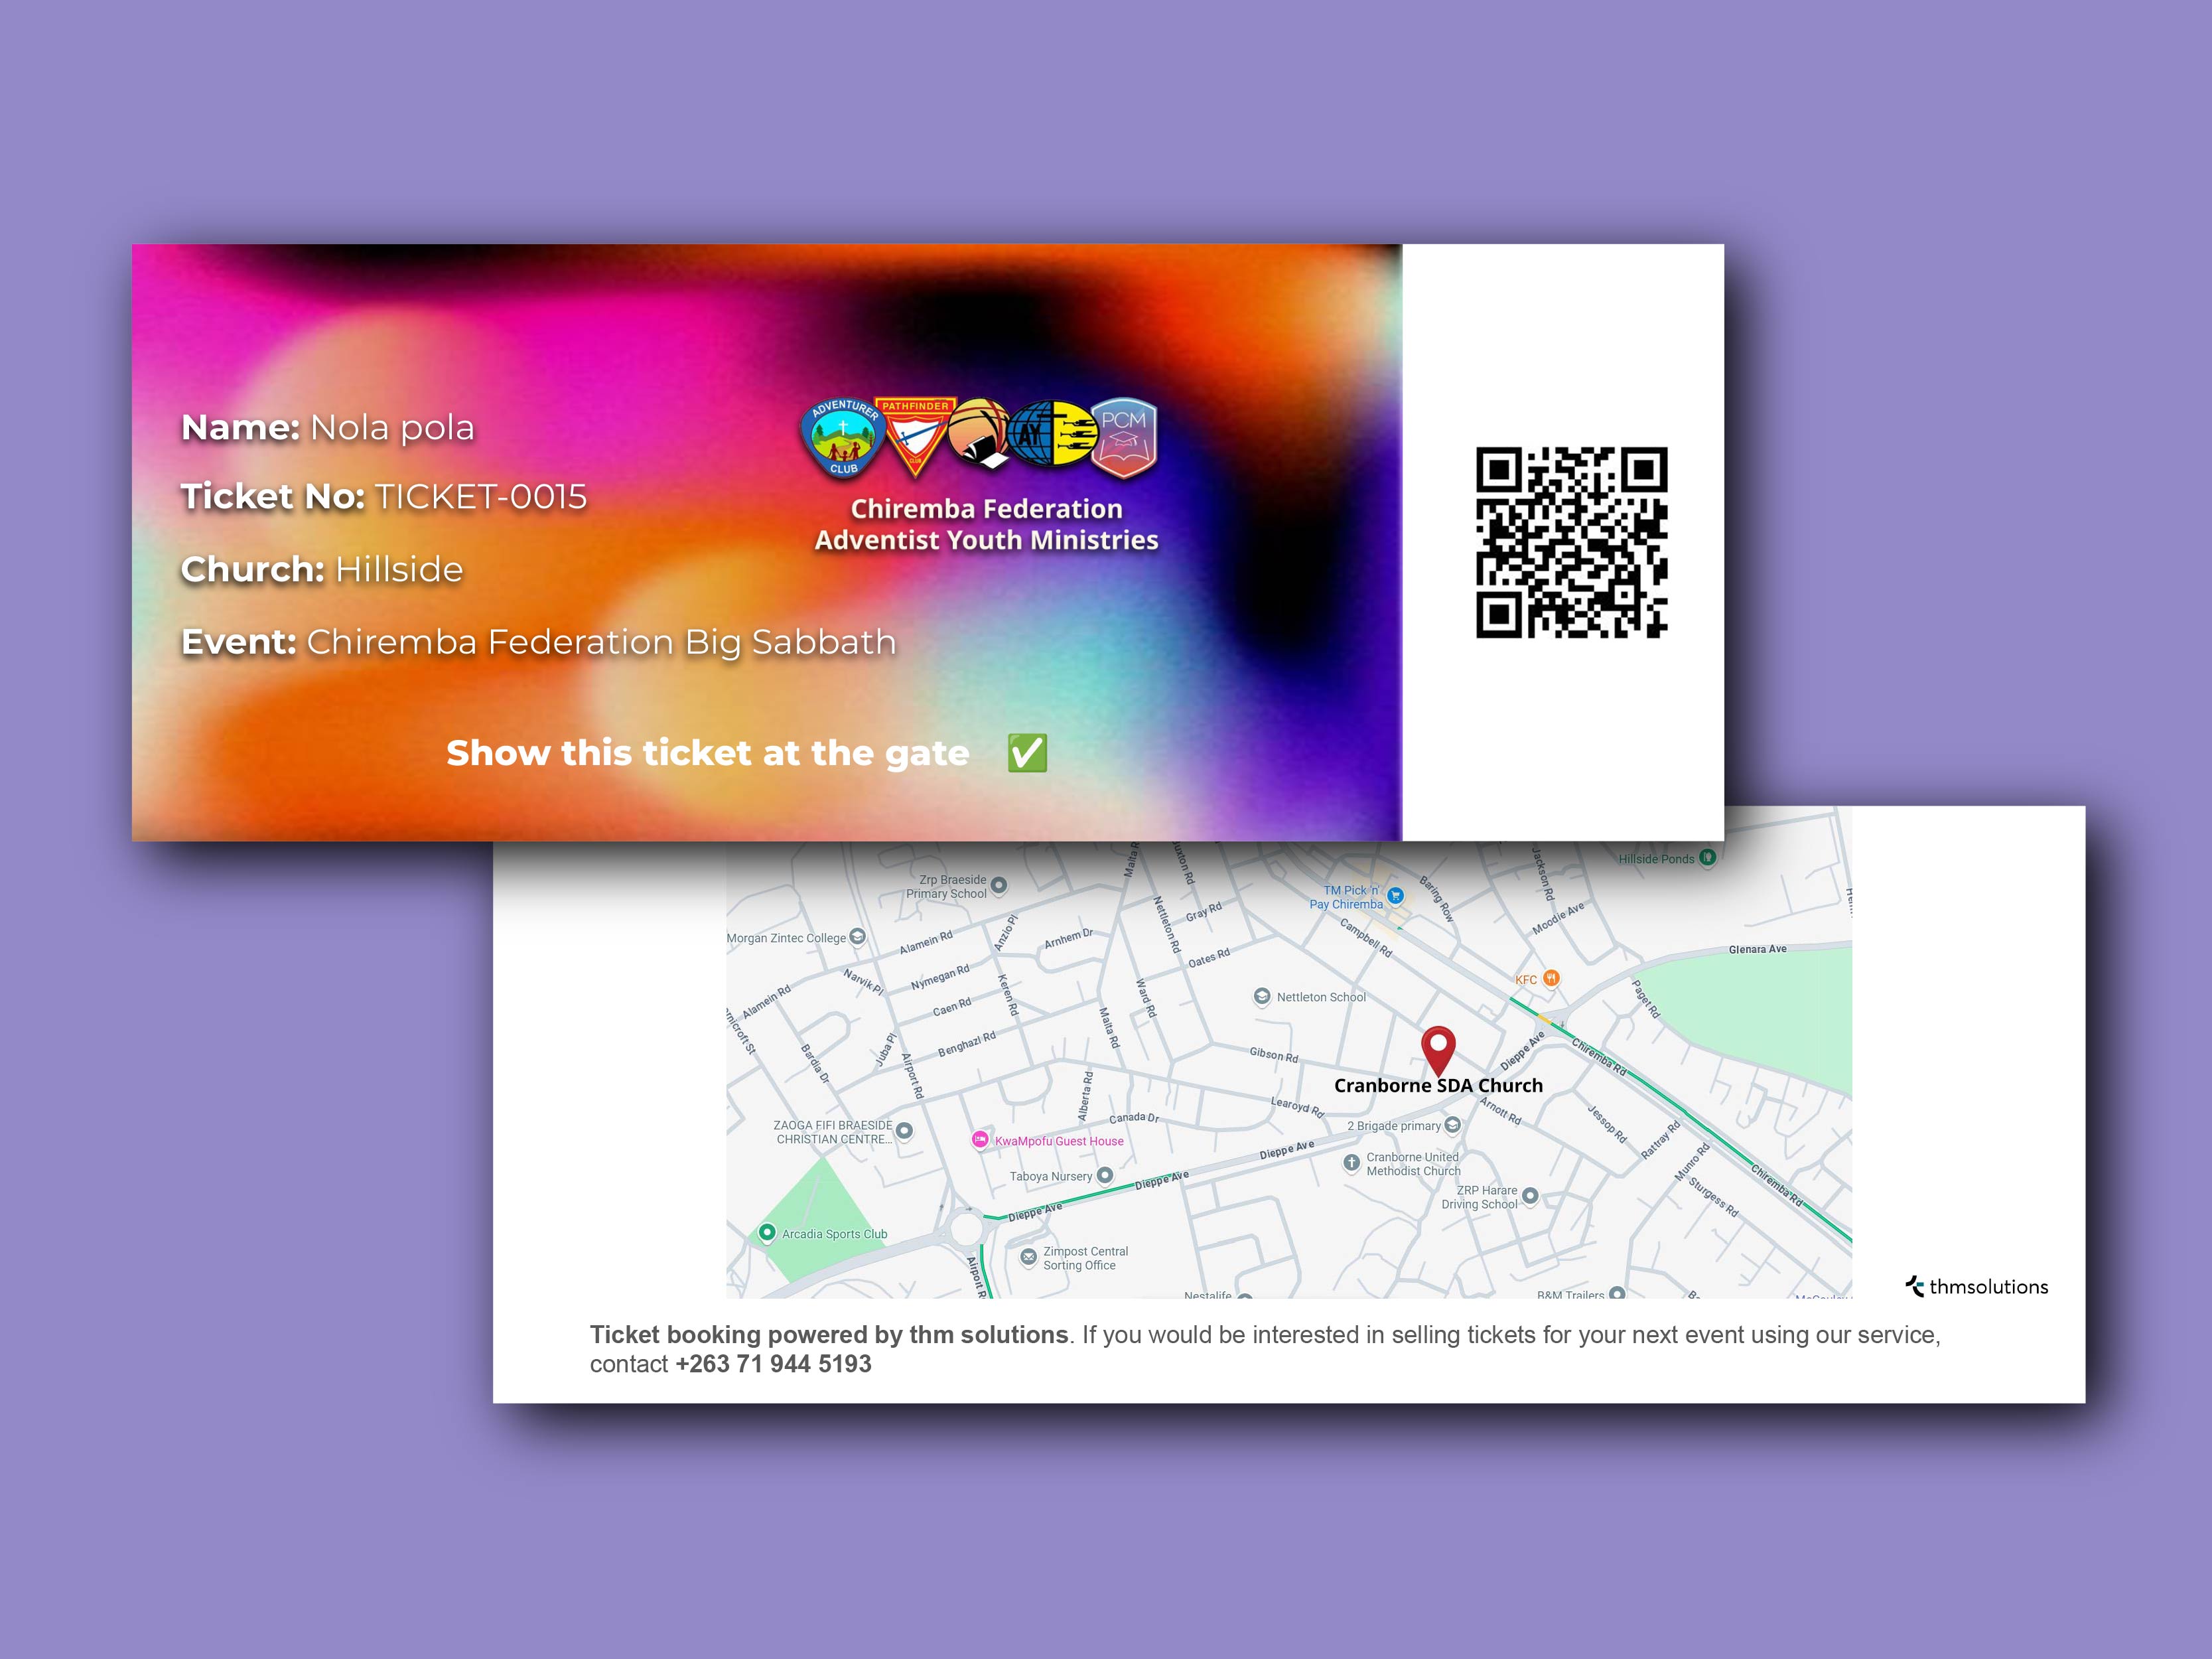 Name: Nola pola
Ticket No: TICKET-0015
Church: Hillside
Event: Chiremba Federation Big Sabbath
ADVENTURER
CLUB
PATHFINDER
CLUB
AY
PCM
Chiremba Federation
Adventist Youth Ministries
Show this ticket at the gate
Hillside Ponds
Zrp Braeside
Primary School
TM Pick 'n'
Pay Chiremba
Baring Row
Jackson Rd
Moodie Ave
Nettleton Rd
Gray Rd
Campbell Rd
Morgan Zintec College
Alamein Rd
Anzio Pl
Arnhem Dr
Oates Rd
Glenara Ave
Narvik Pl
Nymegan Rd
Keren Rd
Ward Rd
KFC
Alamein Rd
Caen Rd
Nettleton School
Paget Rd
Malta Rd
Juba Pl
Benghazi Rd
Bardia Dr
Airport Rd
Gibson Rd
Dieppe Ave
Chiremba Rd
Cranborne SDA Church
Alberta Rd
Canada Dr
Learoyd Rd
Arnott Rd
Jessop Rd
ZAOGA FIFI BRAESIDE
CHRISTIAN CENTRE...
KwaMpofu Guest House
2 Brigade primary
Rattray Rd
Dieppe Ave
Cranborne United
Methodist Church
Munro Rd
Taboya Nursery
Dieppe Ave
Chiremba Rd
ZRP Harare
Driving School
Sturgess Rd
Dieppe Ave
Arcadia Sports Club
Zimpost Central
Sorting Office
Airport R
Nestalife
B&M Trailers
thmsolutions
Ticket booking powered by thm solutions. If you would be interested in selling tickets for your next event using our service,
contact +263 71 944 5193